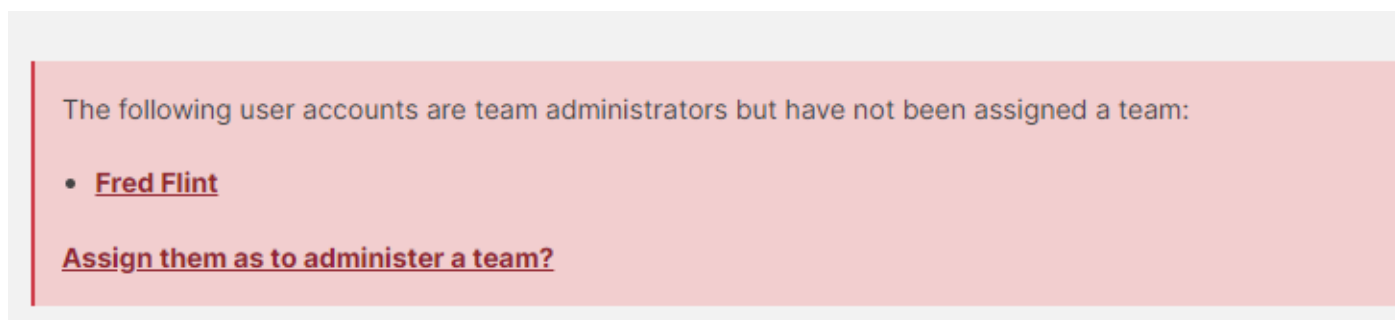 The following user accounts are team administrators but have not been assigned a team:
• Fred Flint
Assign them as to administer a team?